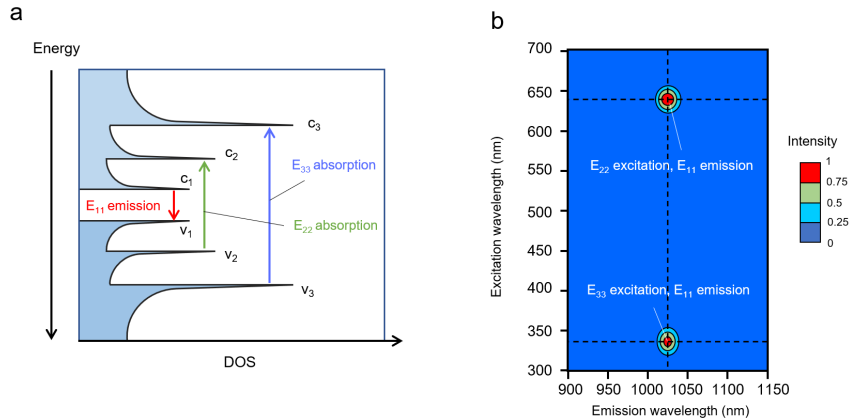 a
Energy
c3
c2
E33 absorption
c1
E11 emission
v1
E22 absorption
v2
v3
DOS
b
700
650
600
550
500
450
400
350
300
Excitation wavelength (nm)
E22 excitation, E11 emission
E33 excitation, E11 emission
900 950 1000 1050 1100 1150
Emission wavelength (nm)
Intensity
1
0.75
0.5
0.25
0